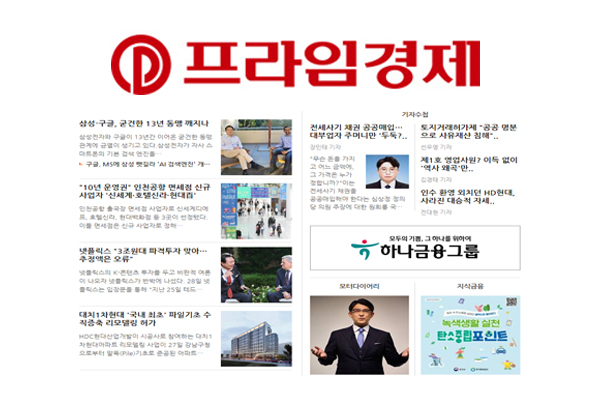 프라임경제
삼성·구글, 굳건한 13년 동맹 깨지나
삼성전자와 구글이 13년간 이어온 굳건한 동맹
관계에 균열이 생기고 있다 삼성전자가 자사 스
마트폰의 기본 검색 엔진을…
구글, MS에 삼성 뺏길라 'AI 검색엔진' 개…
"10년 운영권" 인천공항 면세점 신규
사업자 '신세계·호텔신라·현대百'
인천공항 출국장 면세점 사업자로 신세계디에
프, 호텔신라, 현대백화점 등 3곳이 선정됐다.
이들 면세점은 신규 사업자로 정해…
넷플릭스 "3조원대 파격투자 맞아…
추정액은 오류"
넷플릭스의 K-콘텐츠 투자를 두고 비판적 여론
이 나오자 넷플릭스가 반박에 나섰다. 28일 넷
플릭스는 입장문을 통해 "지난 25일 테드…
대치1차현대 '국내 최초' 파일기초 수
직증축 리모델링 허가
HDC현대산업개발이 시공사로 참여하는 대치1
차현대아파트 리모델링 사업이 27일 강남구청
으로부터 말뚝(Pile)기초로 준공된 아파트…
기자수첩
전세사기 채권 공공매입…
대부업자 주머니만 '두둑?..
강민태 기자
"무슨 돈을 가지
고 어느 금액에,
그 가격은 누가
정합니까?"이는
전세사기 채권을
공공매입해야 한다는 심상정 정의
당 의원 주장에 대한 원희룡 국…
토지거래허가제 "공공 명분
으로 사유재산 침해"..
선우영 기자
제1호 영업사원? 이득 없이
'역사 왜곡'만..
김경태 기자
인수 환영 외치던 HD현대,
사라진 대승적 자세..
전대현 기자
모두의 기쁨, 그 하나를 위하여
하나금융그룹
모터다이어리
지식금융
녹색생활 실천
탄소중립포인트